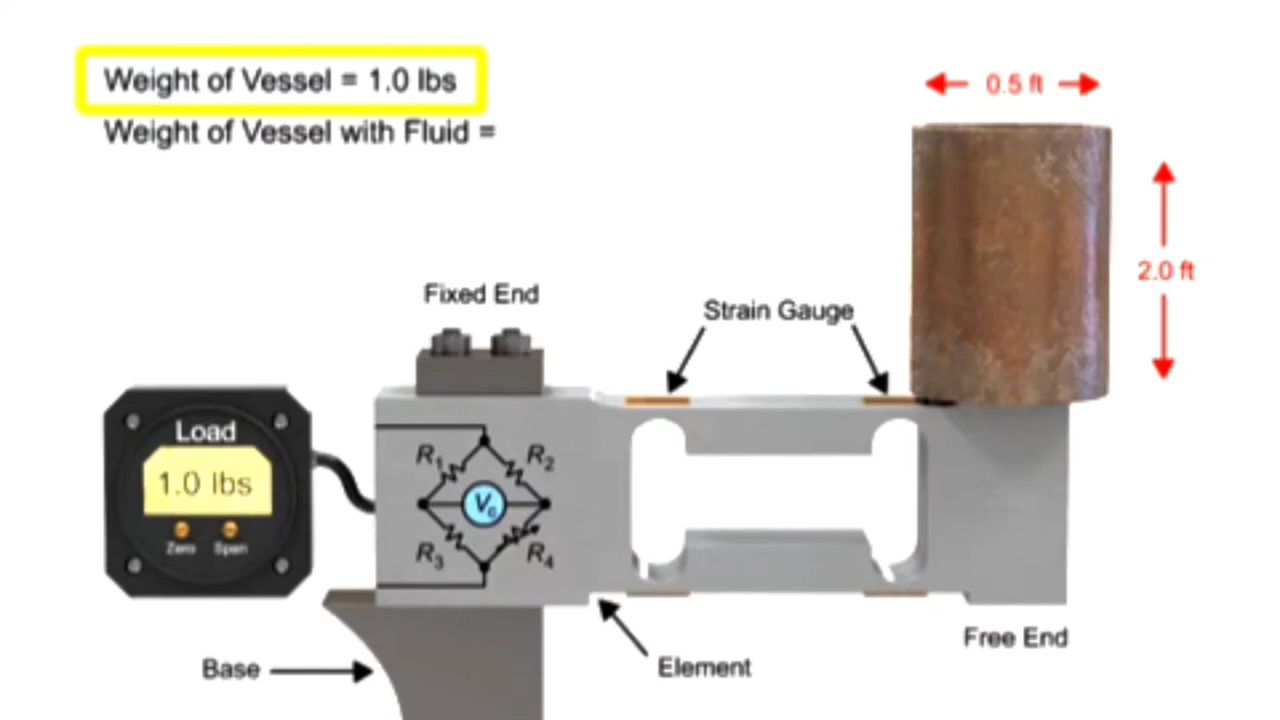 Weight of Vessel = 1.0 lbs
Weight of Vessel with Fluid =
0.5 ft
2.0 ft
Fixed End
Strain Gauge
Load
1.0 lbs
Zero Span
R1 R2
V0
R3 R4
Free End
Base
Element